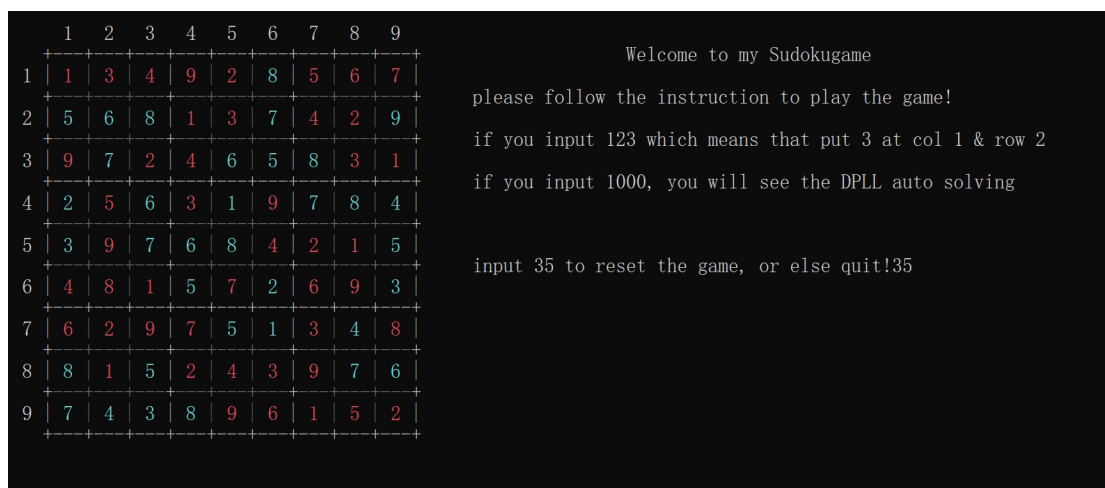 1 2 3 4 5 6 7 8 9
Welcome to my Sudokugame
1 | 1 | 3 | 4 | 9 | 2 | 8 | 5 | 6 | 7 |
please follow the instruction to play the game!
2 | 5 | 6 | 8 | 1 | 3 | 7 | 4 | 2 | 9 |
if you input 123 which means that put 3 at col 1 & row 2
3 | 9 | 7 | 2 | 4 | 6 | 5 | 8 | 3 | 1 |
if you input 1000, you will see the DPLL auto solving
4 | 2 | 5 | 6 | 3 | 1 | 9 | 7 | 8 | 4 |
5 | 3 | 9 | 7 | 6 | 8 | 4 | 2 | 1 | 5 |
input 35 to reset the game, or else quit!35
6 | 4 | 8 | 1 | 5 | 7 | 2 | 6 | 9 | 3 |
7 | 6 | 2 | 9 | 7 | 5 | 1 | 3 | 4 | 8 |
8 | 8 | 1 | 5 | 2 | 4 | 3 | 9 | 7 | 6 |
9 | 7 | 4 | 3 | 8 | 9 | 6 | 1 | 5 | 2 |